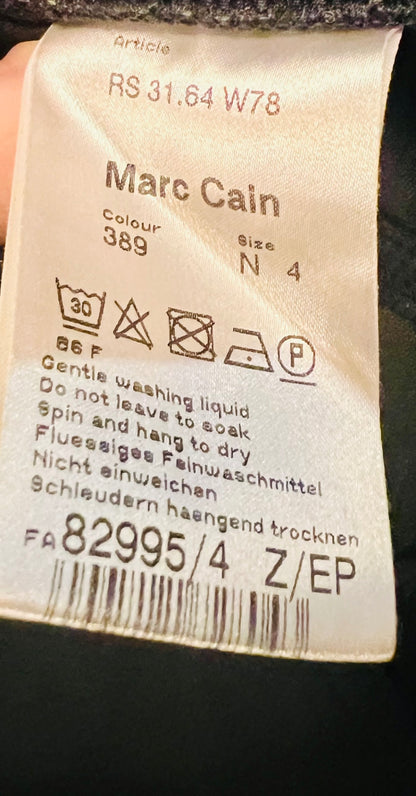 Article
RS 31.64 W78
Marc Cain
Colour
389
Size
N 4
30
P
86 F
Gentle washing liquid
Do not leave to soak
Spin and hang to dry
Fluessiges Feinwaschmittel
Nicht einweichen
Schleudern haengend trocknen
FA 82995/4 Z/EP